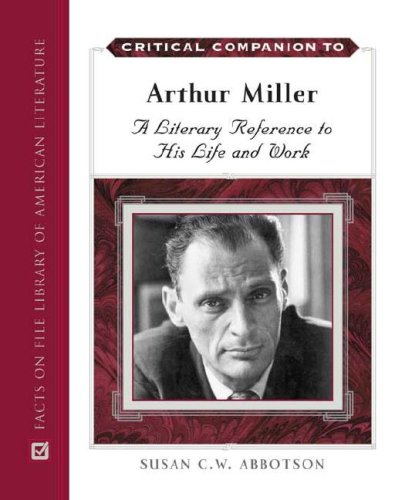 CRITICAL COMPANION TO
Arthur Miller
A Literary Reference to
His Life and Work
SUSAN C.W. ABBOTSON
FACTS ON FILE LIBRARY OF AMERICAN LITERATURE